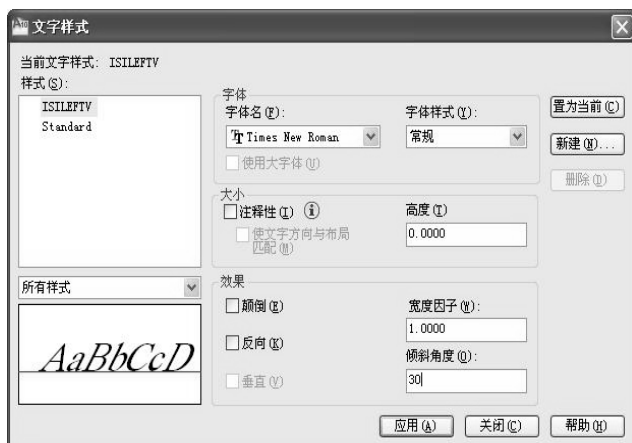 文字样式
当前文字样式: ISILEFTV
样式(S):
ISILEFTV
Standard
字体
字体名(F):
Times New Roman
使用大字体(U)
字体样式(Y):
常规
大小
注释性(I)
使文字方向与布局
匹配(M)
高度(T)
0.0000
所有样式
AaBbCcD
效果
颠倒(E)
反向(K)
垂直(V)
宽度因子(W):
1.0000
倾斜角度(O):
30
置为当前(C)
新建(N)...
删除(D)
应用(A)
关闭(C)
帮助(H)